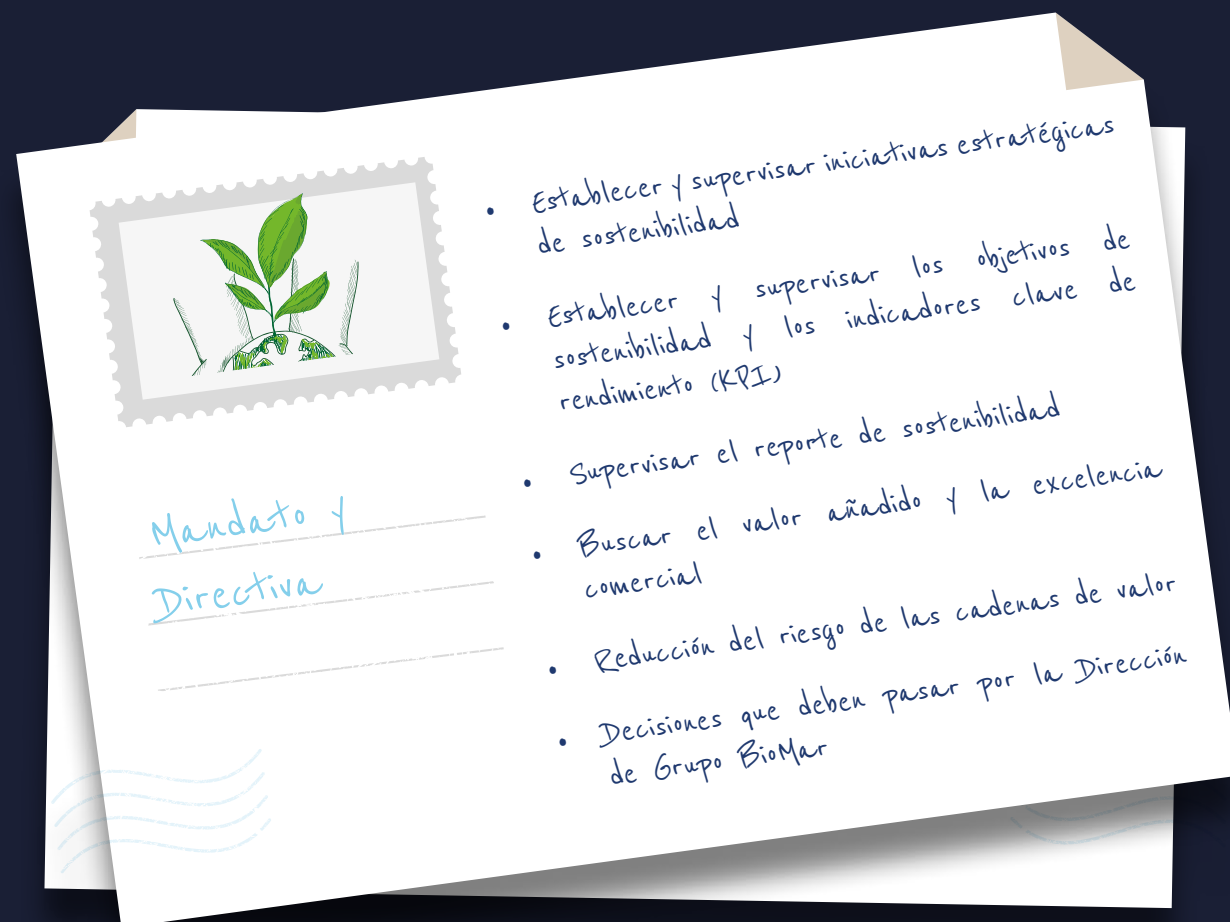 Mandato y
Directiva
• Establecer y supervisar iniciativas estratégicas
de sostenibilidad
• Establecer y supervisar los objetivos de
sostenibilidad y los indicadores clave de
rendimiento (KPI)
• Supervisar el reporte de sostenibilidad
• Buscar el valor añadido y la excelencia
comercial
• Reducción del riesgo de las cadenas de valor
• Decisiones que deben pasar por la Dirección
de Grupo BioMar